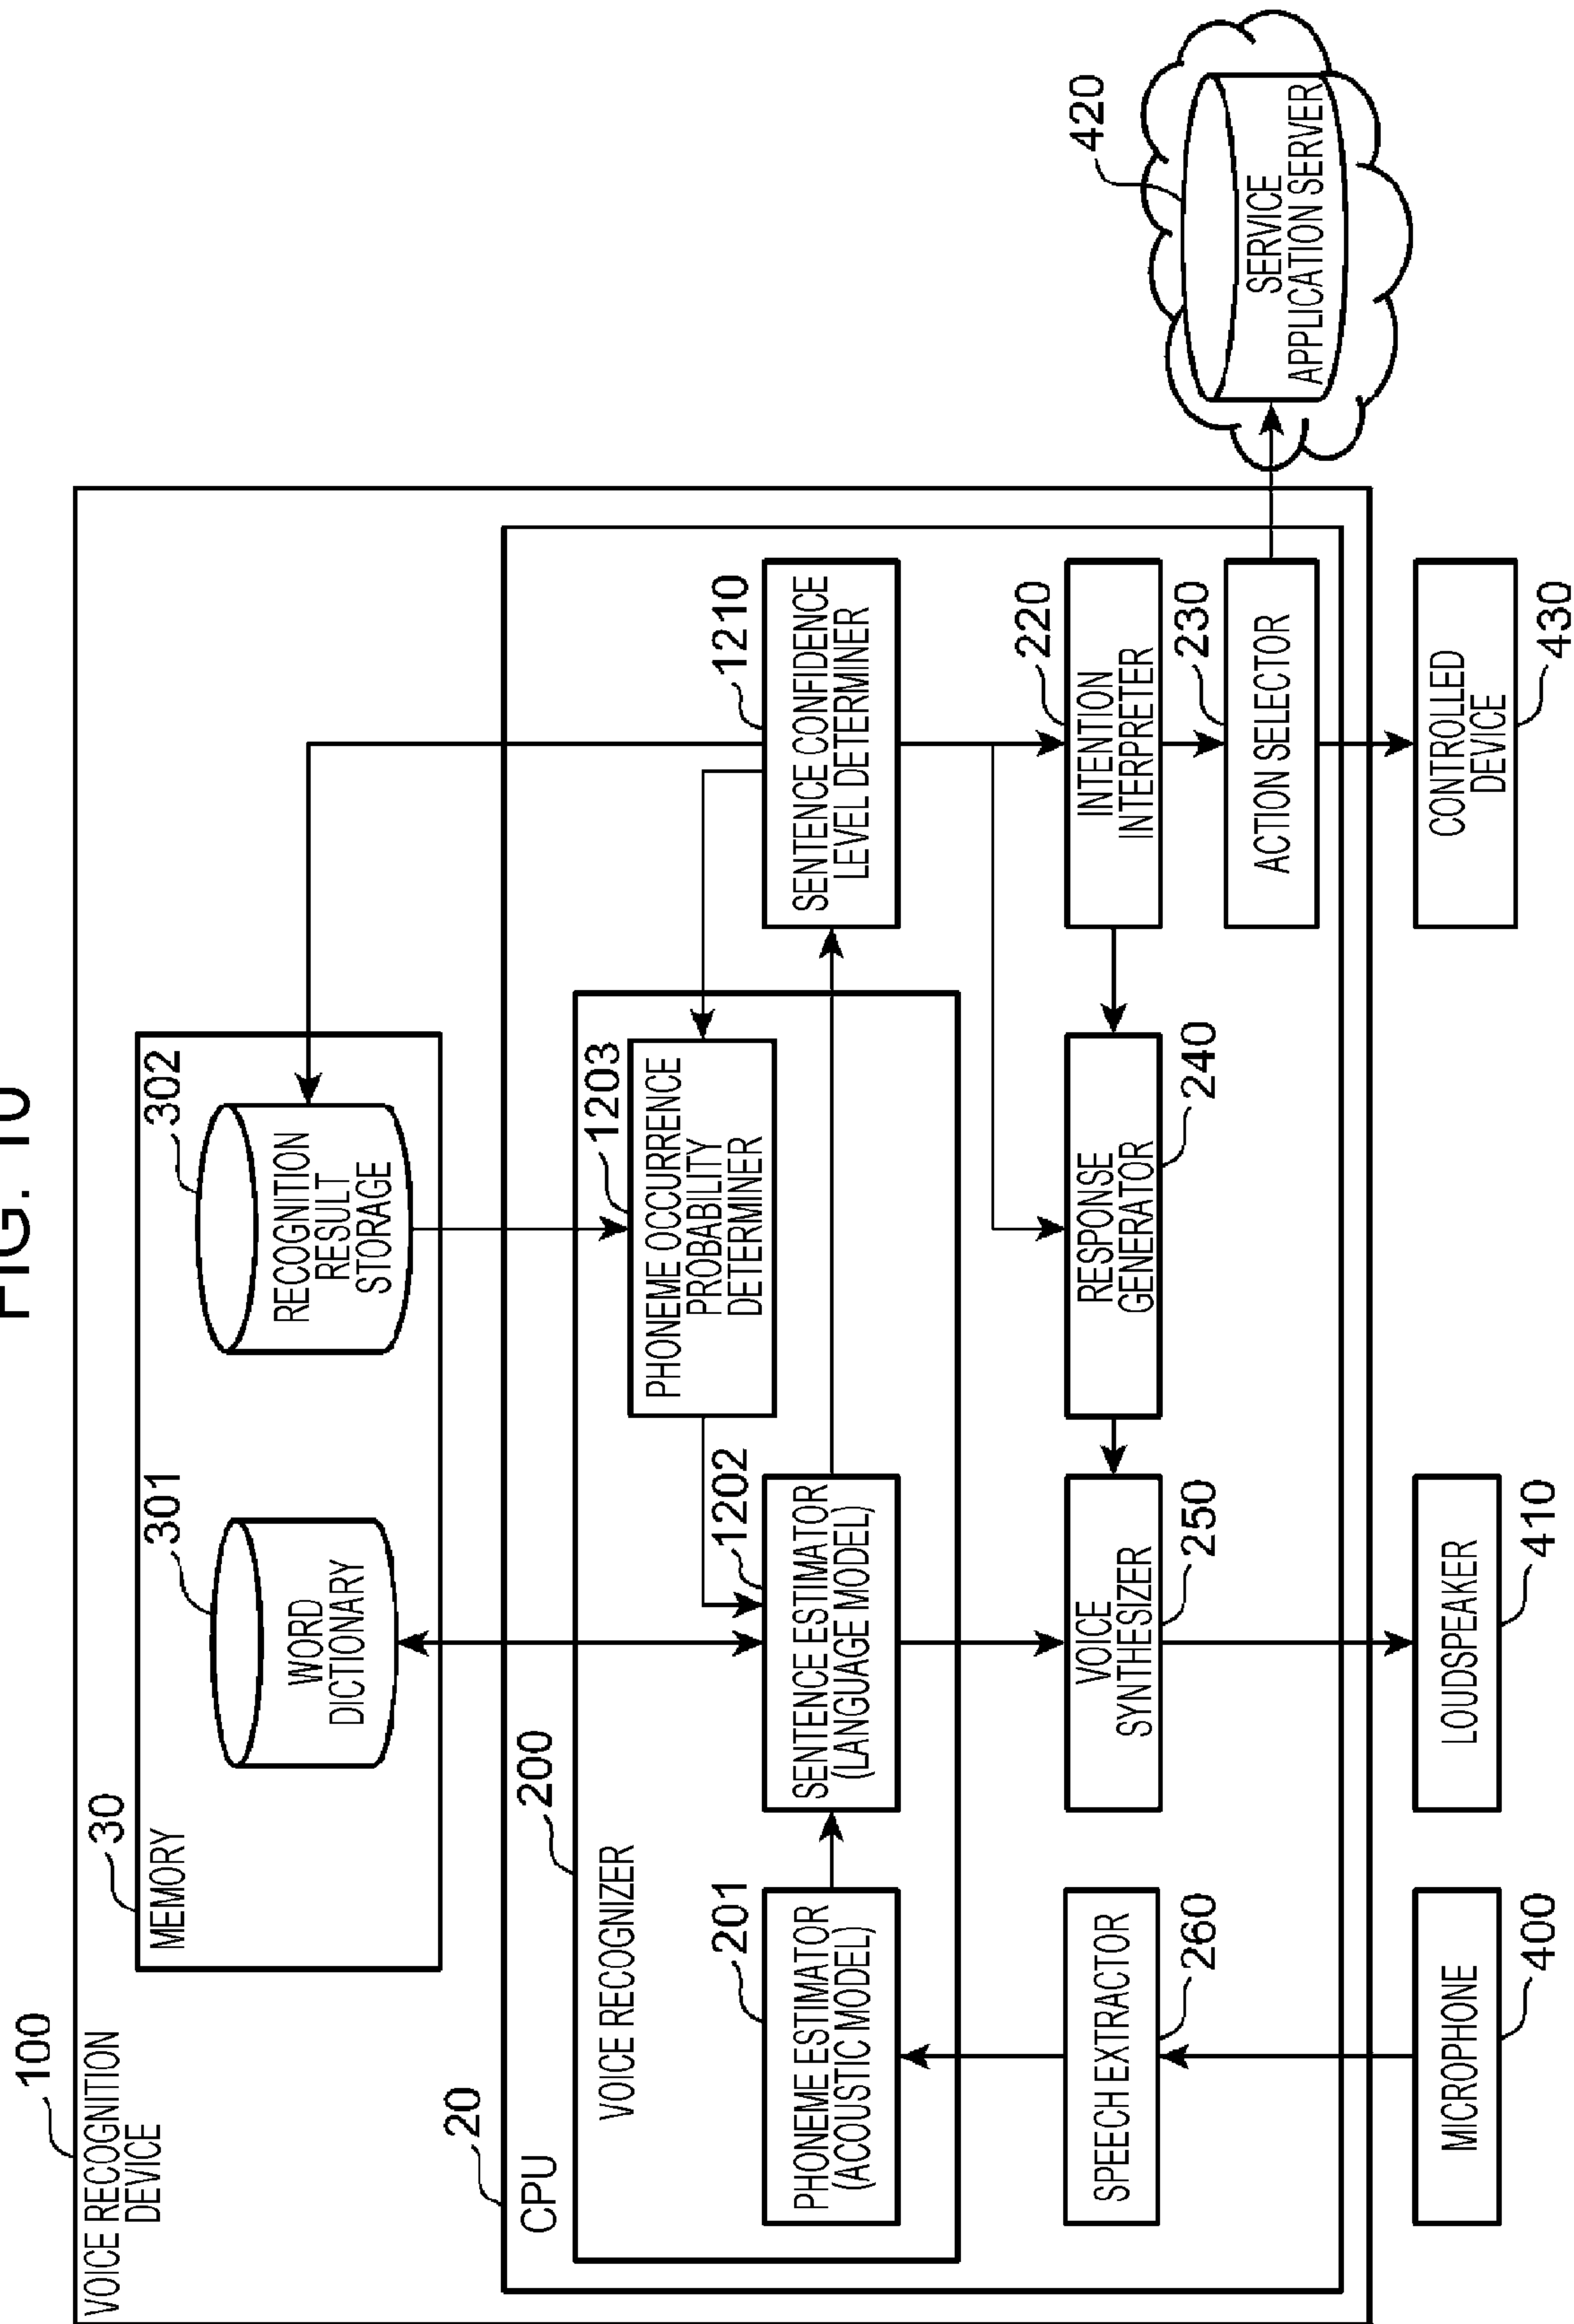 FIG. 10
100
VOICE RECOGNITION
DEVICE
30
MEMORY
301
WORD
DICTIONARY
302
RECOGNITION
RESULT
STORAGE
20
CPU
200
VOICE RECOGNIZER
1203
PHONEME OCCURRENCE
PROBABILITY
DETERMINER
201
PHONEME ESTIMATOR
(ACOUSTIC MODEL)
1202
SENTENCE ESTIMATOR
(LANGUAGE MODEL)
1210
SENTENCE CONFIDENCE
LEVEL DETERMINER
SPEECH EXTRACTOR
260
VOICE
SYNTHESIZER
250
RESPONSE
GENERATOR
240
220
INTENTION
INTERPRETER
230
ACTION SELECTOR
420
SERVICE
APPLICATION SERVER
MICROPHONE
400
LOUDSPEAKER
410
CONTROLLED
DEVICE
430